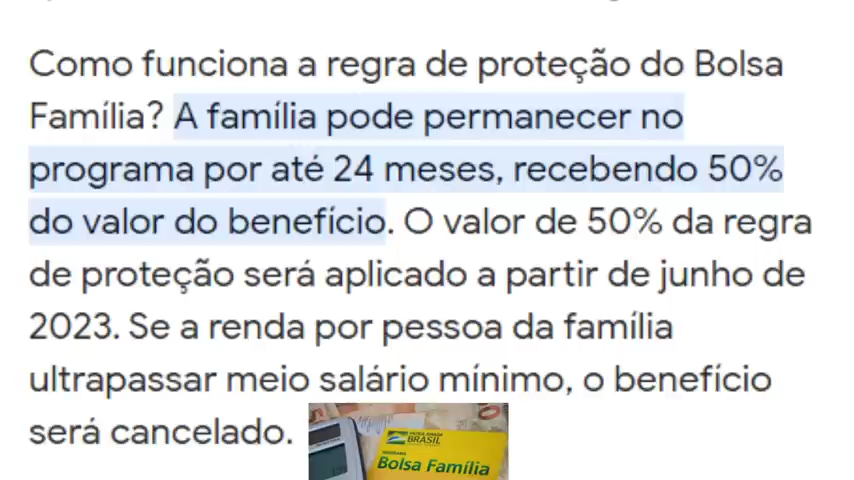 Como funciona a regra de proteção do Bolsa
Família? A família pode permanecer no
programa por até 24 meses, recebendo 50%
do valor do benefício. O valor de 50% da regra
de proteção será aplicado a partir de junho de
2023. Se a renda por pessoa da família
ultrapassar meio salário mínimo, o benefício
será cancelado.
BRASIL
Bolsa Família